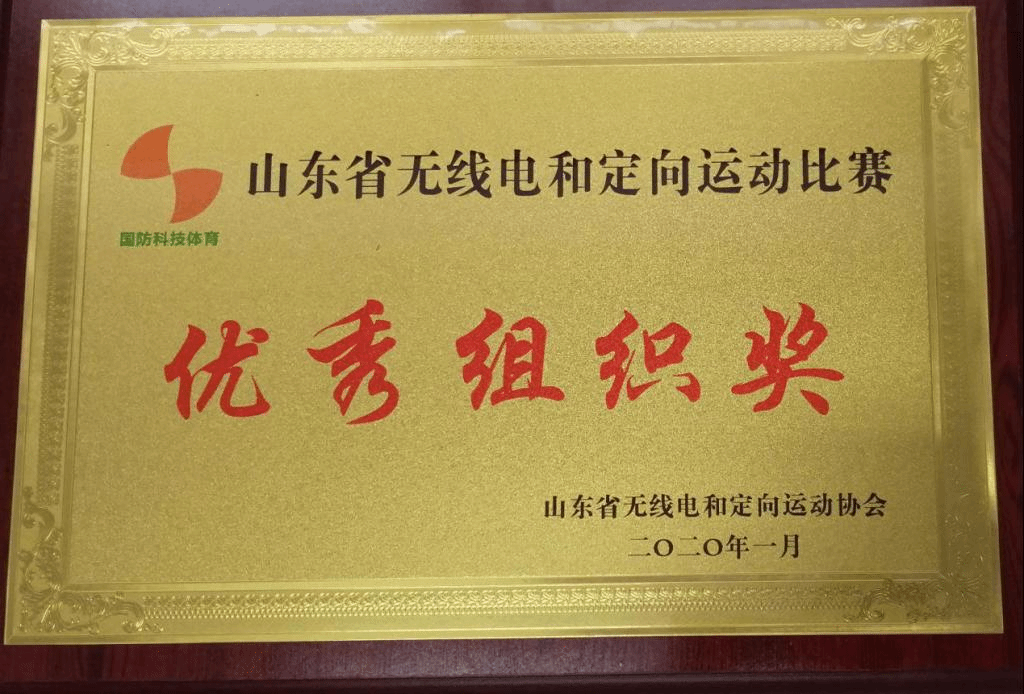 山东省无线电和定向运动比赛
国防科技体育
优秀组织奖
山东省无线电和定向运动协会
二〇二〇年一月